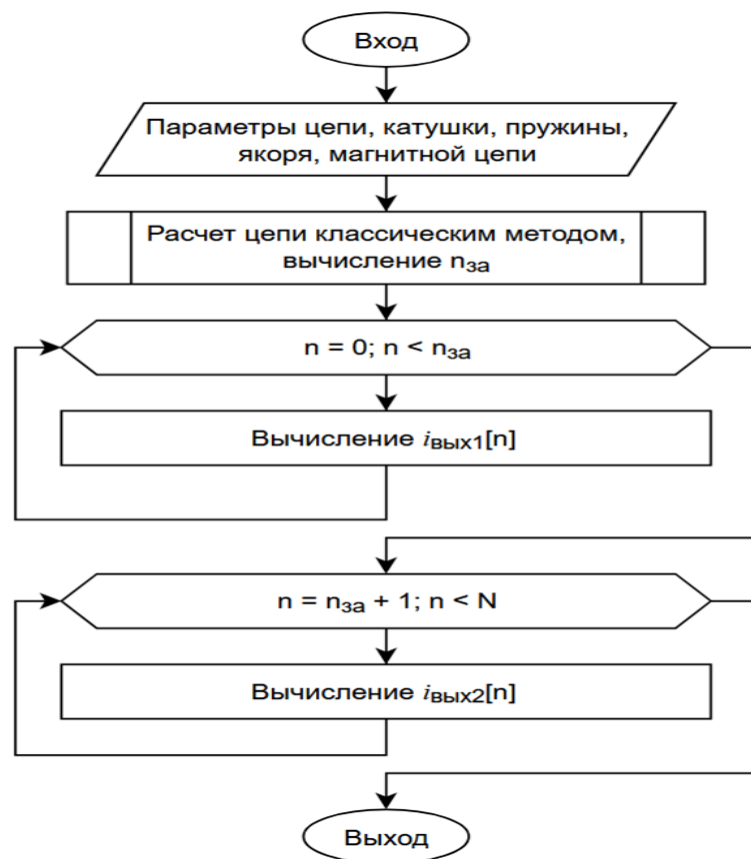 Вход
Параметры цепи, катушки, пружины,
якоря, магнитной цепи
Расчет цепи классическим методом,
вычисление nза
n = 0; n < nза
Вычисление iвых1[n]
n = nза + 1; n < N
Вычисление iвых2[n]
Выход